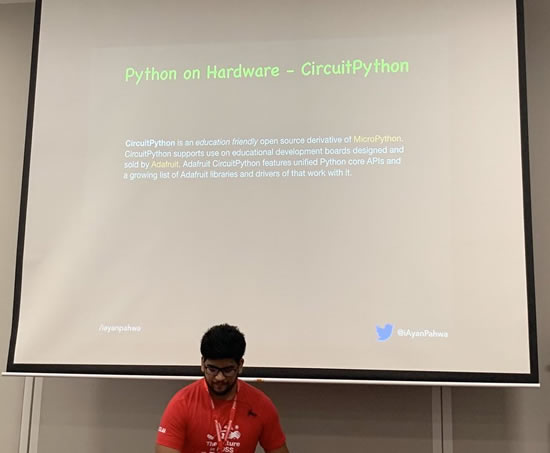 Python on Hardware - CircuitPython
CircuitPython is an education friendly open source derivative of MicroPython.
CircuitPython supports use on educational development boards designed and
sold by Adafruit. Adafruit CircuitPython features unified Python core APIs and
a growing list of Adafruit libraries and drivers of that work with it.
/iayanpahwa
@iAyanPahwa
The